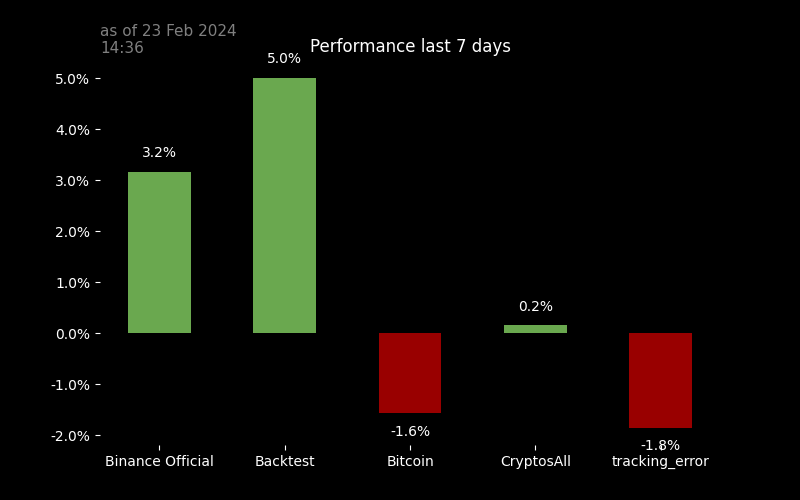 as of 23 Feb 2024
14:36
Performance last 7 days
5.0%
4.0%
3.0%
2.0%
1.0%
0.0%
-1.0%
-2.0%
3.2%
5.0%
-1.6%
0.2%
-1.8%
Binance Official
Backtest
Bitcoin
CryptosAll
tracking_error